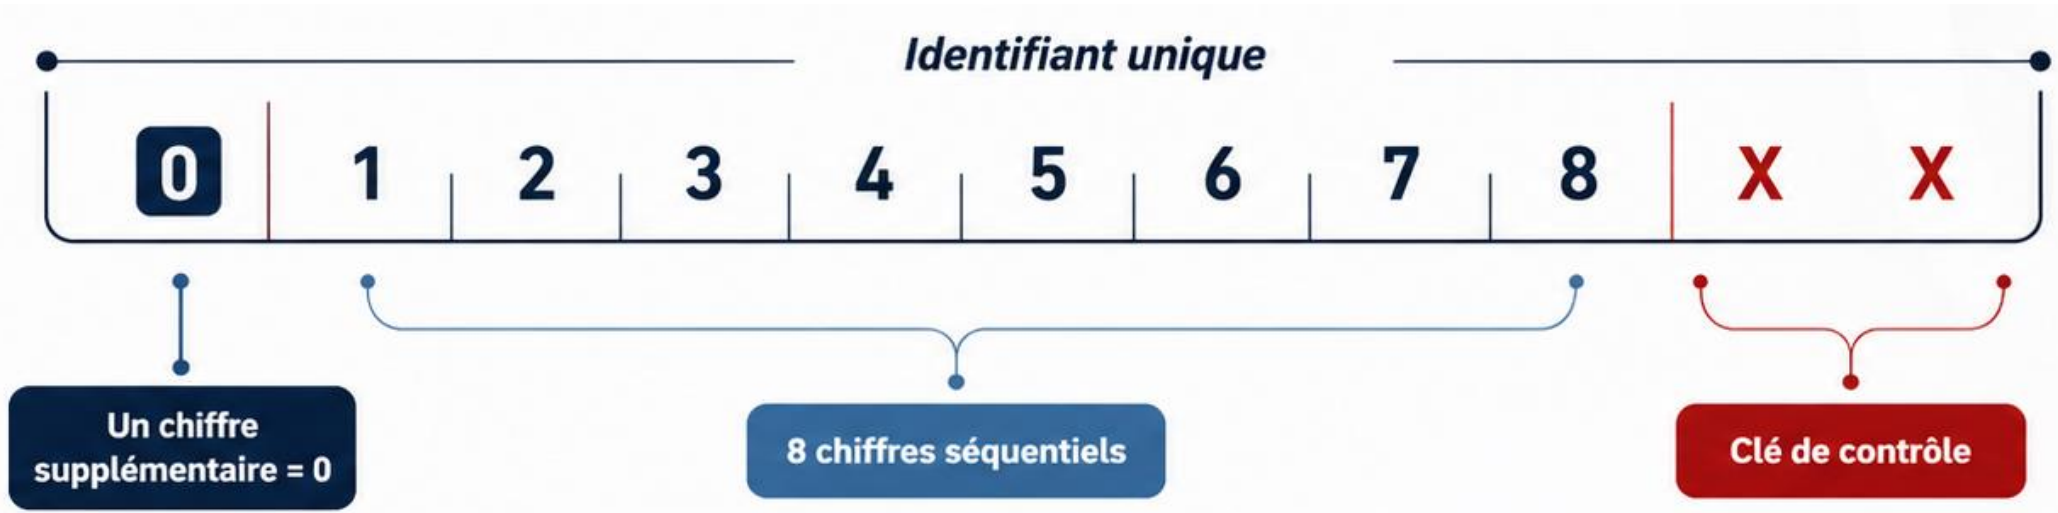 Identifiant unique
0 1 2 3 4 5 6 7 8 X X
Un chiffre
supplémentaire = 0
8 chiffres séquentiels
Clé de contrôle